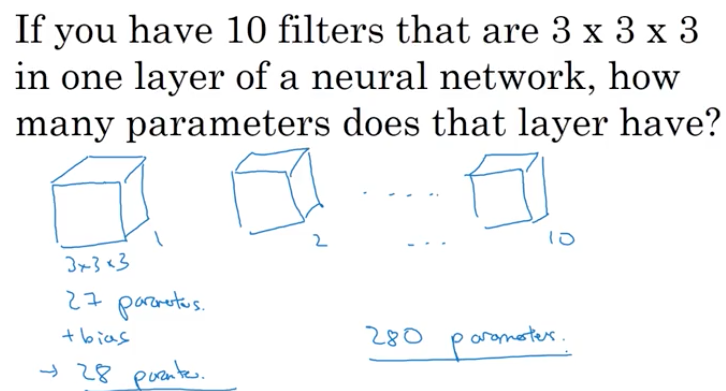 If you have 10 filters that are 3 x 3 x 3
in one layer of a neural network, how
many parameters does that layer have?
1
2
10
3x3x3
27 parameters.
+ bias
280 parameters.
→ 28